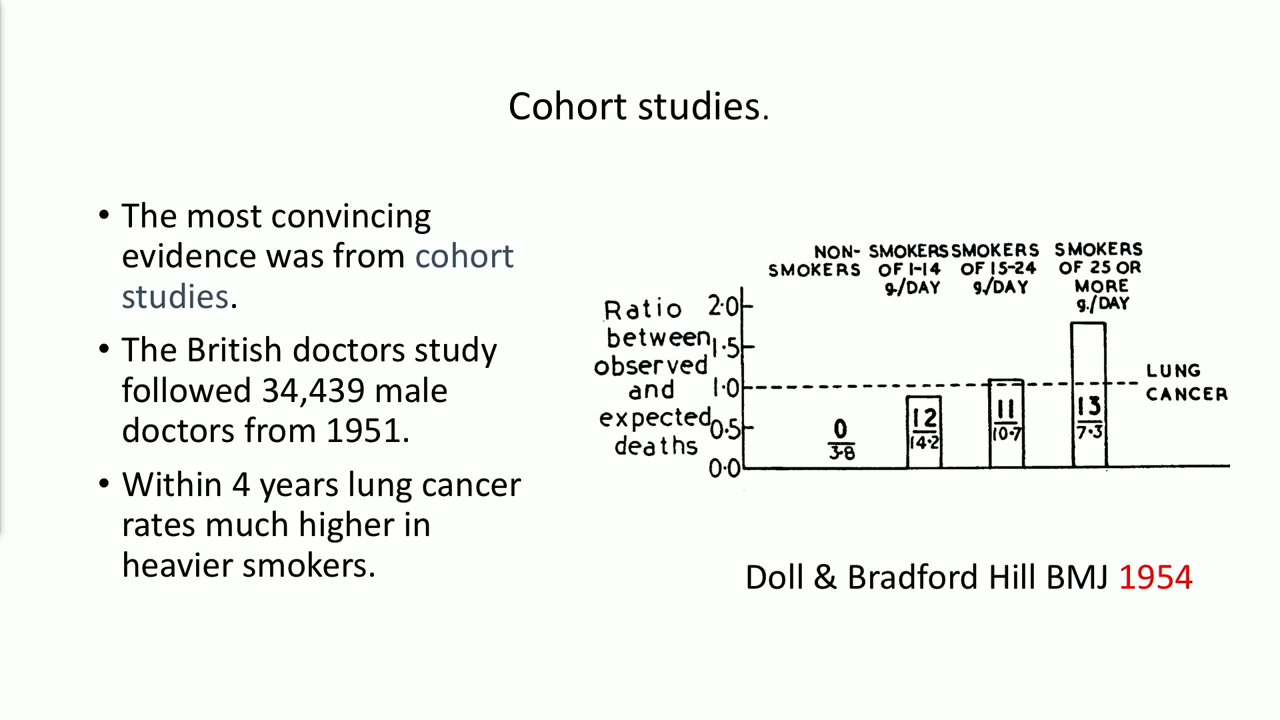 Cohort studies.
• The most convincing
evidence was from cohort
studies.
• The British doctors study
followed 34,439 male
doctors from 1951.
• Within 4 years lung cancer
rates much higher in
heavier smokers.
NON-
SMOKERS
SMOKERS
OF 1-14
g./DAY
SMOKERS
OF 15-24
g./DAY
SMOKERS
OF 25 OR
MORE
g./DAY
Ratio
between
observed
and
expected
deaths
2·0
1·5
1·0
0·5
0·0
0
3·8
12
14·2
11
10·7
13
7·3
LUNG
CANCER
Doll & Bradford Hill BMJ 1954